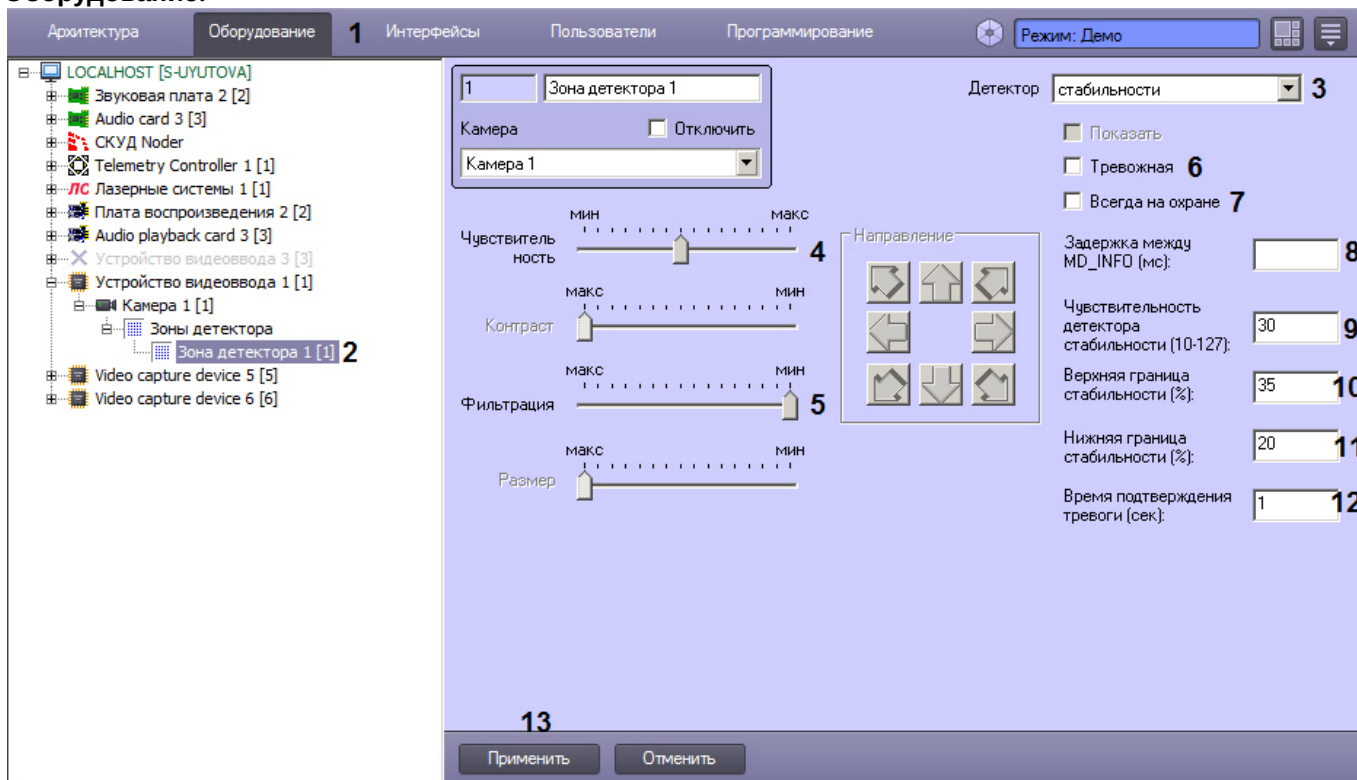 Оборудование.
Архитектура Оборудование 1 Интерфейсы Пользователи Программирование Режим: Демо
LOCALHOST [S-UYUTOVA]
Звуковая плата 2 [2]
Audio card 3 [3]
СКУД Noder
Telemetry Controller 1 [1]
ЛС Лазерные системы 1 [1]
Плата воспроизведения 2 [2]
Audio playback card 3 [3]
Устройство видеоввода 3 [3]
Устройство видеоввода 1 [1]
Камера 1 [1]
Зоны детектора
Зона детектора 1 [1] 2
Video capture device 5 [5]
Video capture device 6 [6]
1 Зона детектора 1
Камера Отключить
Камера 1
Детектор стабильности 3
Показать
Тревожная 6
Всегда на охране 7
мин макс
Чувствитель
ность 4
макс мин
Контраст
макс мин
Фильтрация 5
макс мин
Размер
Направление
Задержка между
MD_INFO (мс): 8
Чувствительность
детектора
стабильности (10-127): 30 9
Верхняя граница
стабильности (%): 35 10
Нижняя граница
стабильности (%): 20 11
Время подтверждения
тревоги (сек): 1 12
13
Применить Отменить